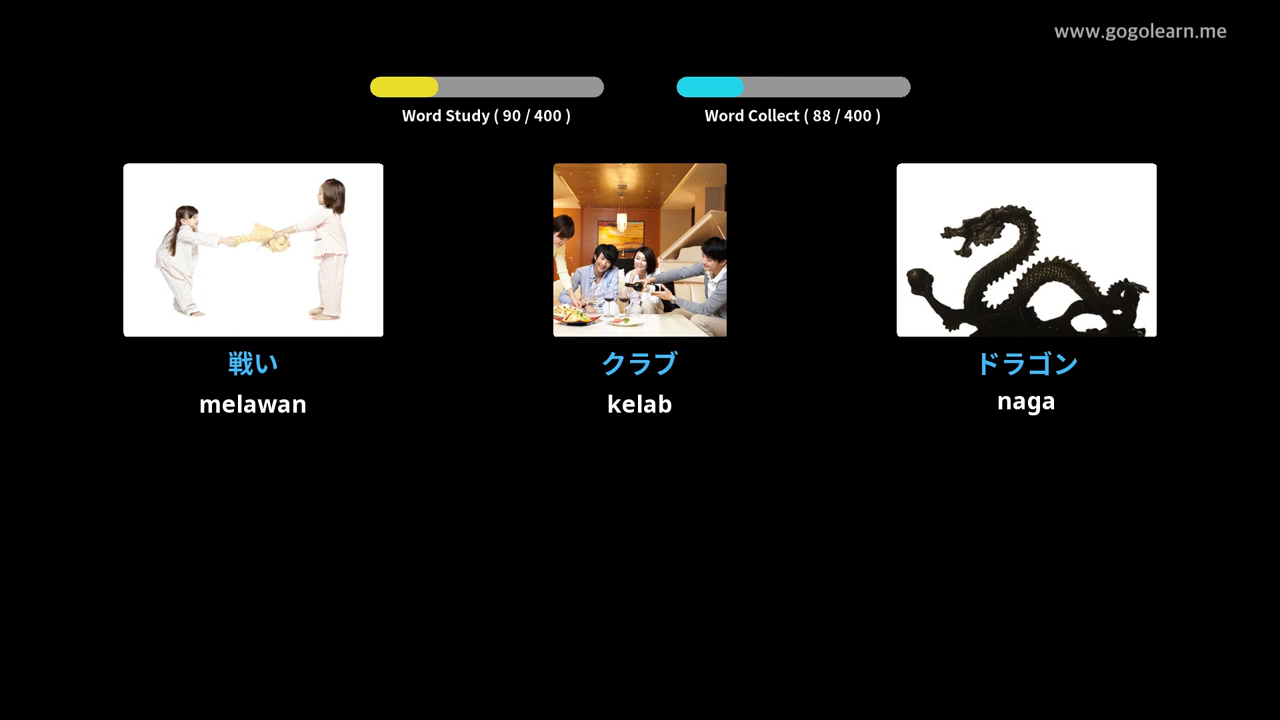 www.gogolearn.me
Word Study ( 90 / 400 )
Word Collect ( 88 / 400 )
戦い
クラブ
ドラゴン
melawan
kelab
naga